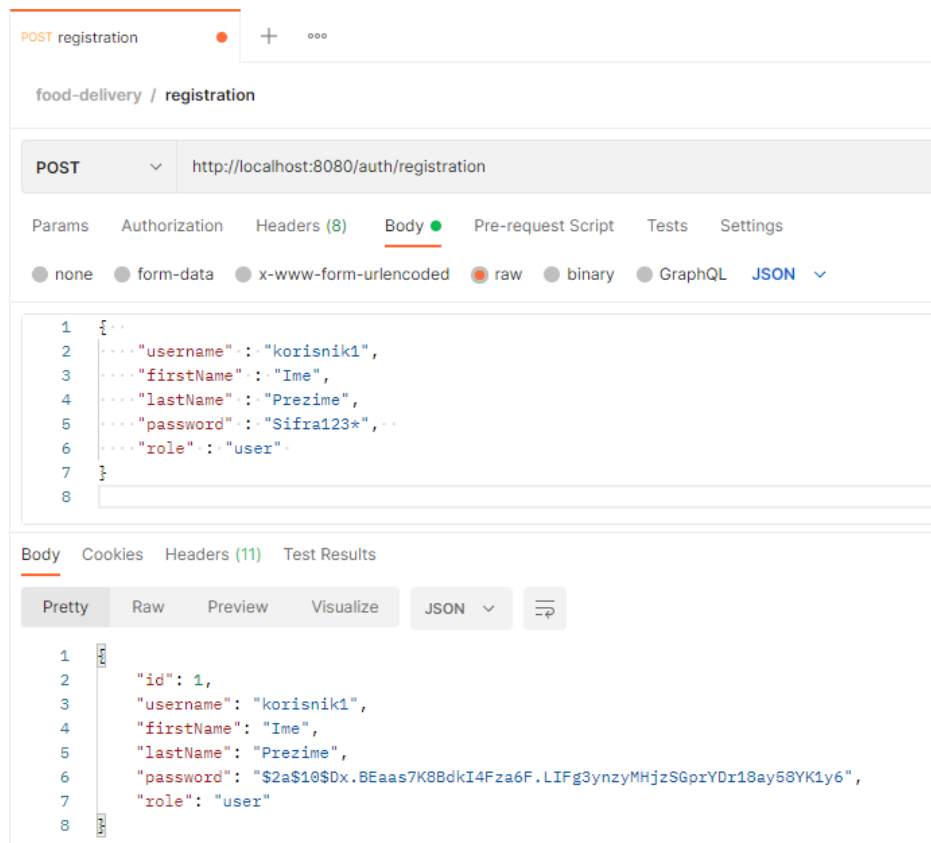 POST registration
food-delivery / registration
POST http://localhost:8080/auth/registration
Params Authorization Headers (8) Body Pre-request Script Tests Settings
none form-data x-www-form-urlencoded raw binary GraphQL JSON
1 {
2 "username" : "korisnik1",
3 "firstName" : "Ime",
4 "lastName" : "Prezime",
5 "password" : "Sifra123*",
6 "role" : "user"
7 }
8
Body Cookies Headers (11) Test Results
Pretty Raw Preview Visualize JSON
1 {
2 "id": 1,
3 "username": "korisnik1",
4 "firstName": "Ime",
5 "lastName": "Prezime",
6 "password": "$2a$10$Dx.BEaas7K8BdkI4Fza6F.LIFg3ynzyMHjzSGprYDr18ay58YK1y6",
7 "role": "user"
8 }